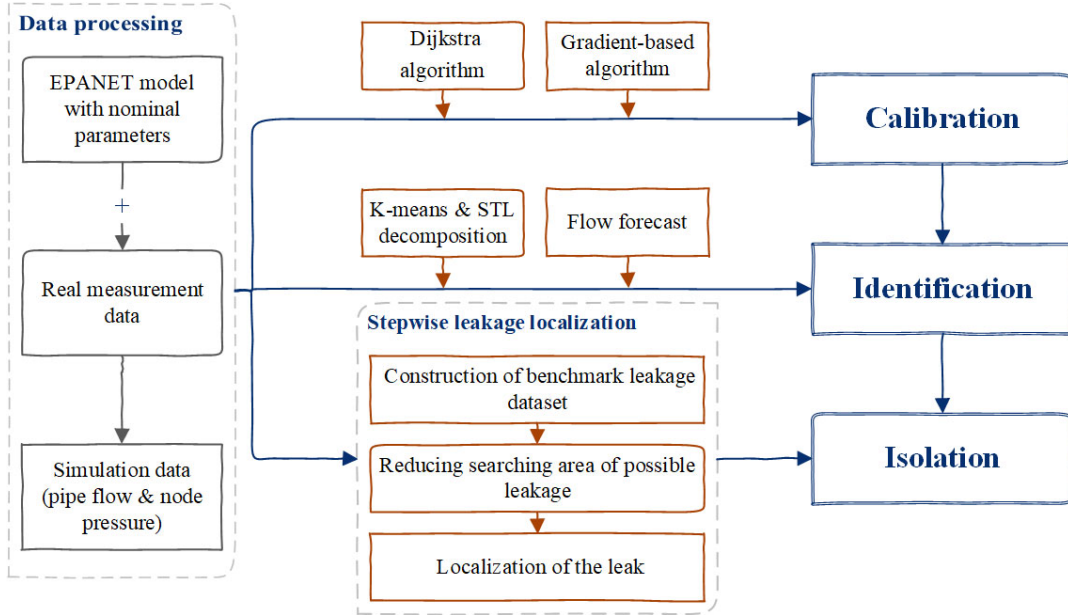 Data processing
EPANET model
with nominal
parameters
+
Real measurement
data
Simulation data
(pipe flow & node
pressure)
Dijkstra
algorithm
Gradient-based
algorithm
Calibration
K-means & STL
decomposition
Flow forecast
Identification
Stepwise leakage localization
Construction of benchmark leakage
dataset
Reducing searching area of possible
leakage
Localization of the leak
Isolation